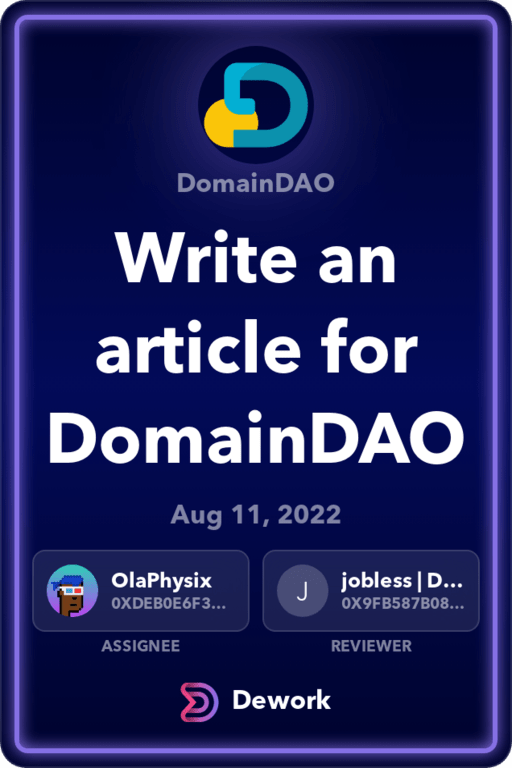 DomainDAO
Write an
article for
DomainDAO
Aug 11, 2022
OlaPhysix
0XDEB0E6F3...
ASSIGNEE
J
jobless | D...
0X9FB587B08...
REVIEWER
Dework